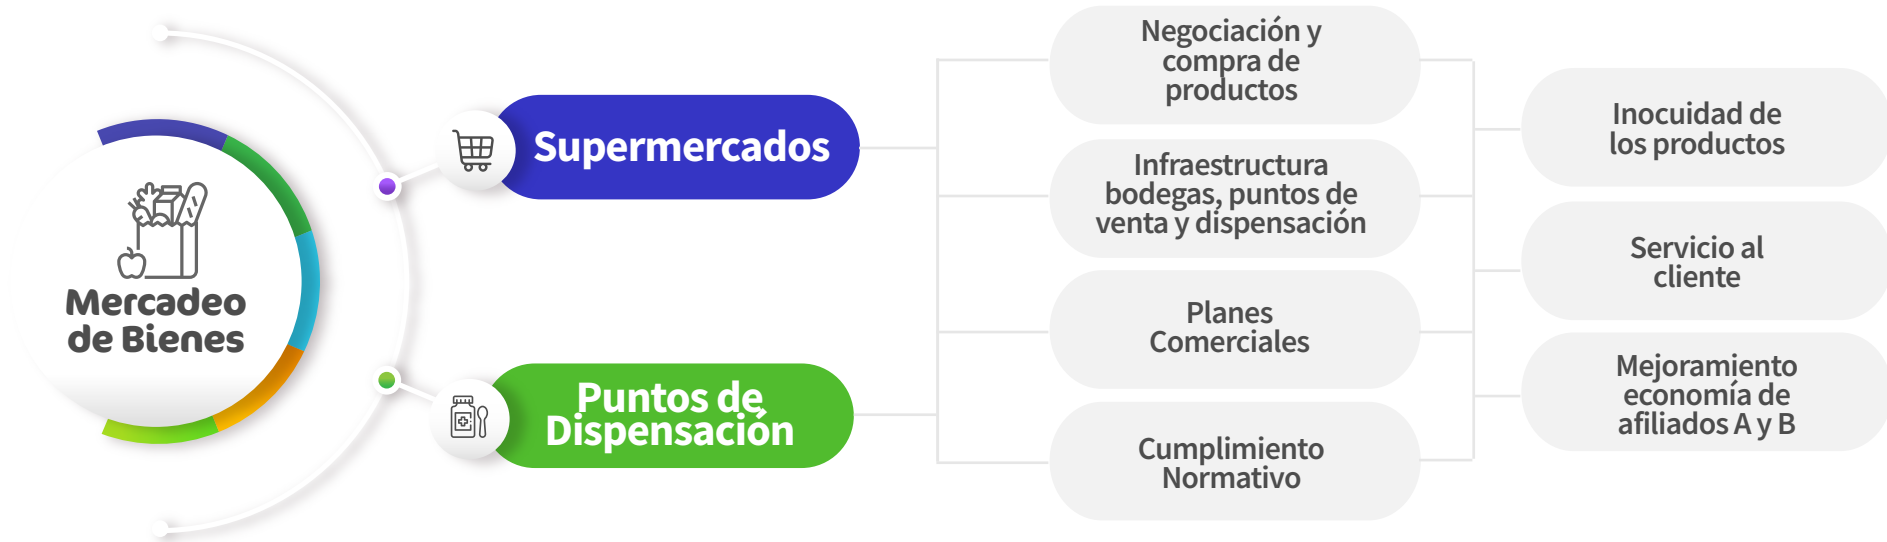 Mercadeo
de Bienes
Supermercados
Puntos de
Dispensación
Negociación y
compra de
productos
Infraestructura
bodegas, puntos de
venta y dispensación
Planes
Comerciales
Cumplimiento
Normativo
Inocuidad de
los productos
Servicio al
cliente
Mejoramiento
economía de
afiliados A y B